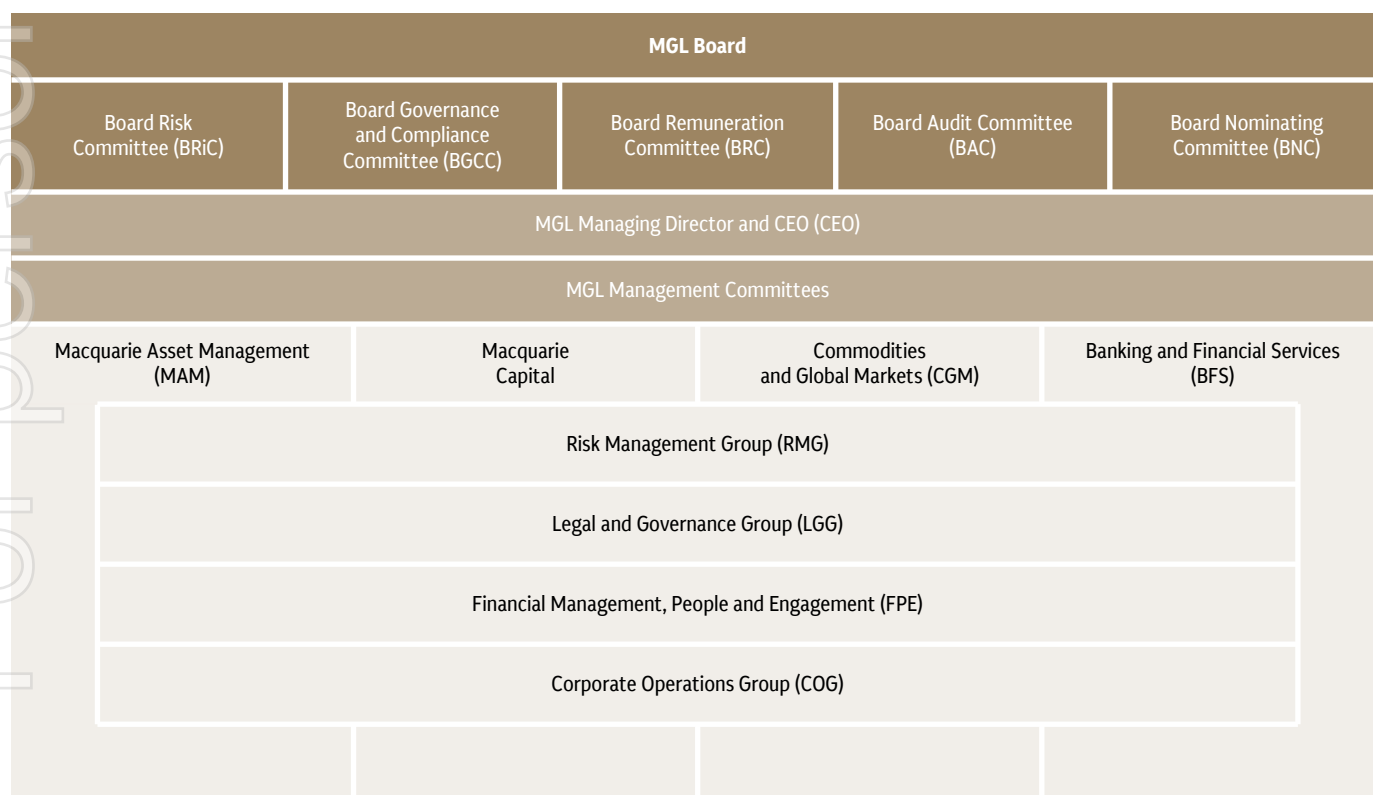 MGL Board
Board Risk
Committee (BRiC)
Board Governance
and Compliance
Committee (BGCC)
Board Remuneration
Committee (BRC)
Board Audit Committee
(BAC)
Board Nominating
Committee (BNC)
MGL Managing Director and CEO (CEO)
MGL Management Committees
Macquarie Asset Management
(MAM)
Macquarie
Capital
Commodities
and Global Markets (CGM)
Banking and Financial Services
(BFS)
Risk Management Group (RMG)
Legal and Governance Group (LGG)
Financial Management, People and Engagement (FPE)
Corporate Operations Group (COG)